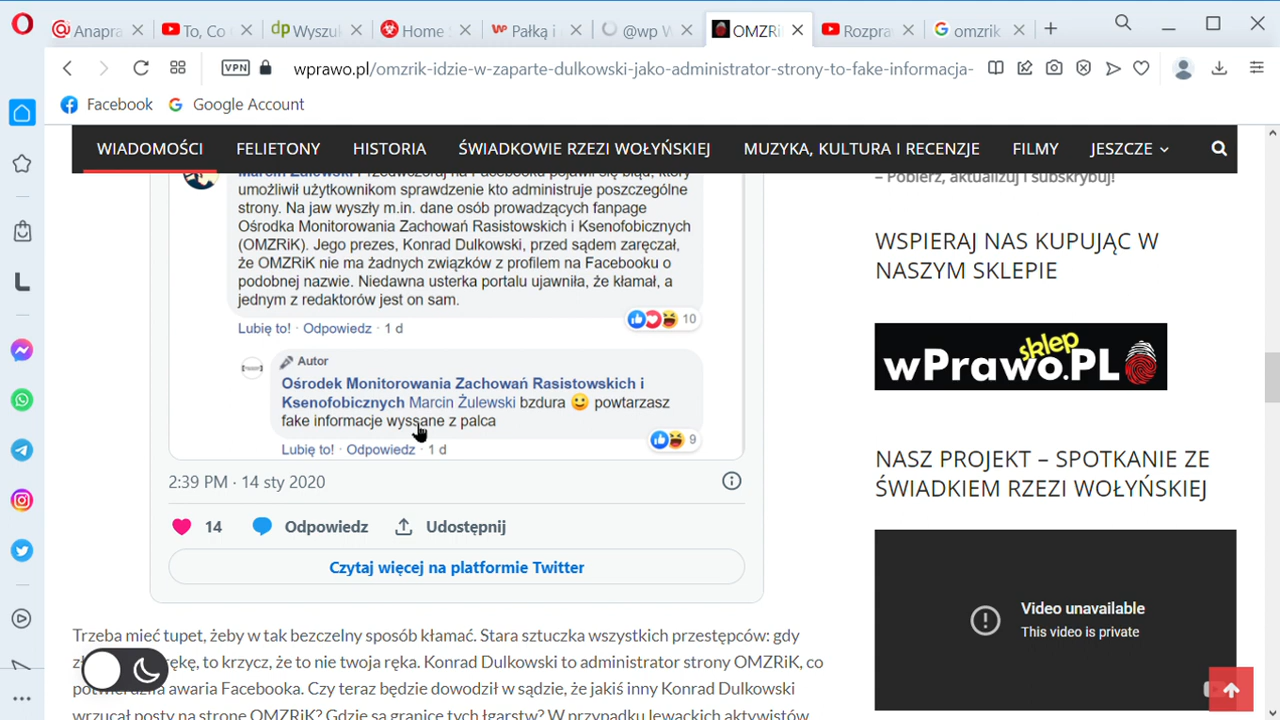 Anapra
To, Co
Wyszuk
Home
Pałką i
@wp W
OMZRi
Rozpra
omzrik
VPN
wprawo.pl/omzrik-idzie-w-zaparte-dulkowski-jako-administrator-strony-to-fake-informacja-
Facebook
Google Account
WIADOMOŚCI
FELIETONY
HISTORIA
ŚWIADKOWIE RZEZI WOŁYŃSKIEJ
MUZYKA, KULTURA I RECENZJE
FILMY
JESZCZE
Marcin Żulewski Przedwczoraj na Facebooku pojawił się błąd, który
umożliwił użytkownikom sprawdzenie kto administruje poszczególne
strony. Na jaw wyszły m.in. dane osób prowadzących fanpage
Ośrodka Monitorowania Zachowań Rasistowskich i Ksenofobicznych
(OMZRiK). Jego prezes, Konrad Dulkowski, przed sądem zaręczał,
że OMZRiK nie ma żadnych związków z profilem na Facebooku o
podobnej nazwie. Niedawna usterka portalu ujawniła, że kłamał, a
jednym z redaktorów jest on sam.
10
Lubię to! · Odpowiedz · 1 d
Autor
Ośrodek Monitorowania Zachowań Rasistowskich i
Ksenofobicznych Marcin Żulewski bzdura 🙂 powtarzasz
fake informacje wyssane z palca
9
Lubię to! · Odpowiedz · 1 d
2:39 PM · 14 sty 2020
14
Odpowiedz
Udostępnij
Czytaj więcej na platformie Twitter
Trzeba mieć tupet, żeby w tak bezczelny sposób kłamać. Stara sztuczka wszystkich przestępców: gdy
rękę, to krzycz, że to nie twoja ręka. Konrad Dulkowski to administrator strony OMZRiK, co
awaria Facebooka. Czy teraz będzie dowodził w sądzie, że jakiś inny Konrad Dulkowski
wrzucał posty na stronę OMZRiK? Gdzie są granice tych łgarstw? W przypadku lewackich aktywistów
– Pobierz, aktualizuj i subskrybuj!
WSPIERAJ NAS KUPUJĄC W
NASZYM SKLEPIE
sklep
wPrawo.PL
NASZ PROJEKT – SPOTKANIE ZE
ŚWIADKIEM RZEZI WOŁYŃSKIEJ
Video unavailable
This video is private